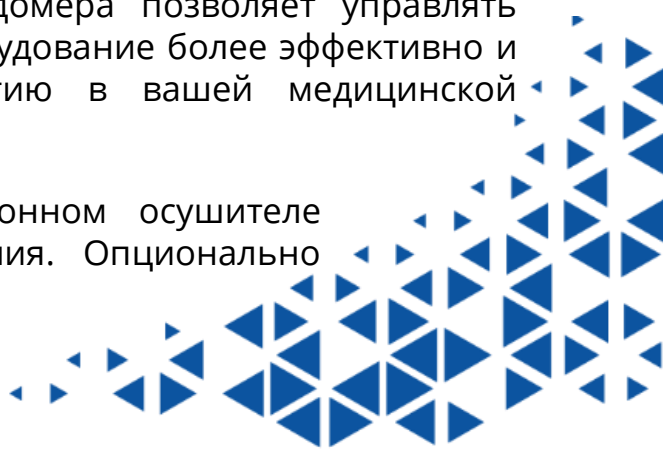 домера позволяет управлять
удование более эффективно и
тию в вашей медицинской
онном осушителе
ния. Опционально